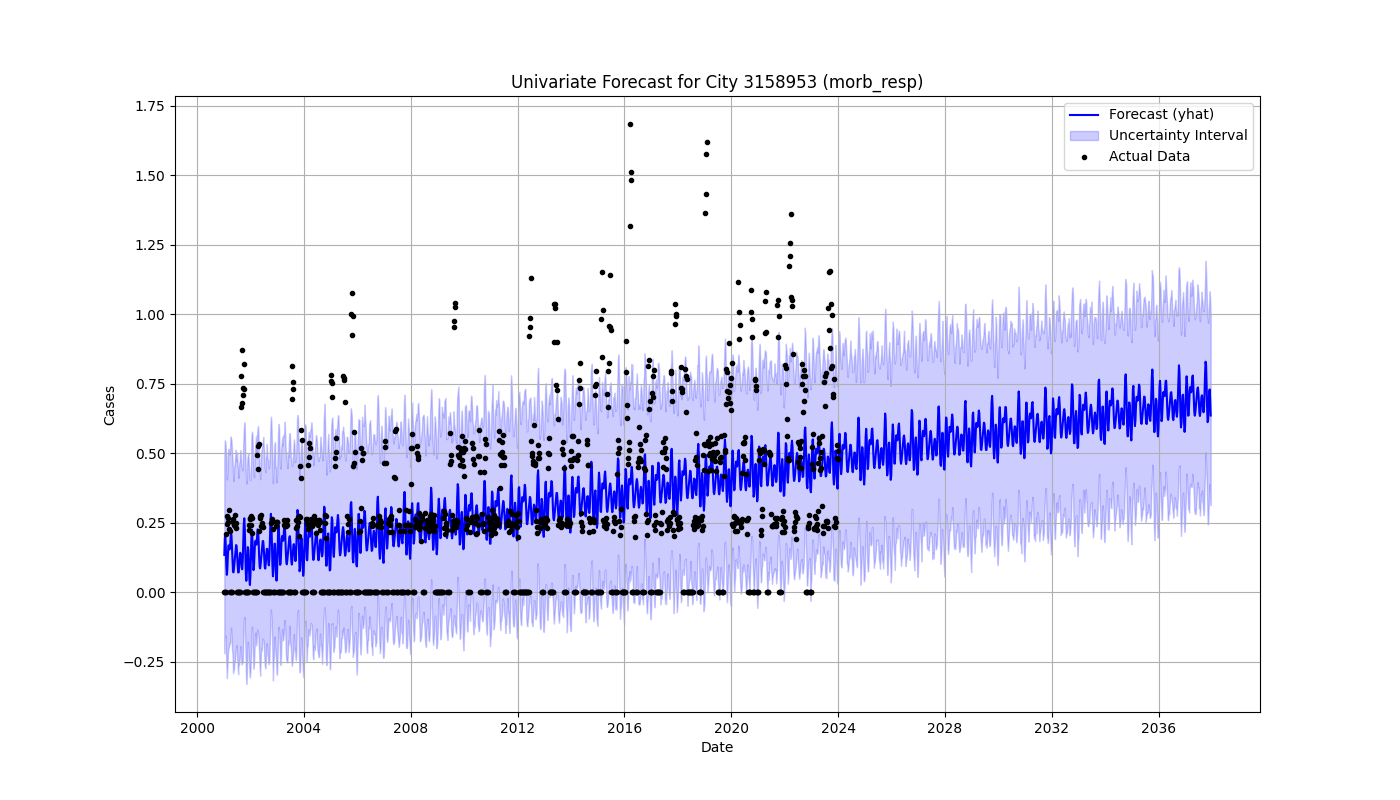 Univariate Forecast for City 3158953 (morb_resp)
Forecast (yhat)
Uncertainty Interval
Actual Data
1.75
1.50
1.25
1.00
0.75
0.50
0.25
0.00
−0.25
Cases
2000 2004 2008 2012 2016 2020 2024 2028 2032 2036
Date